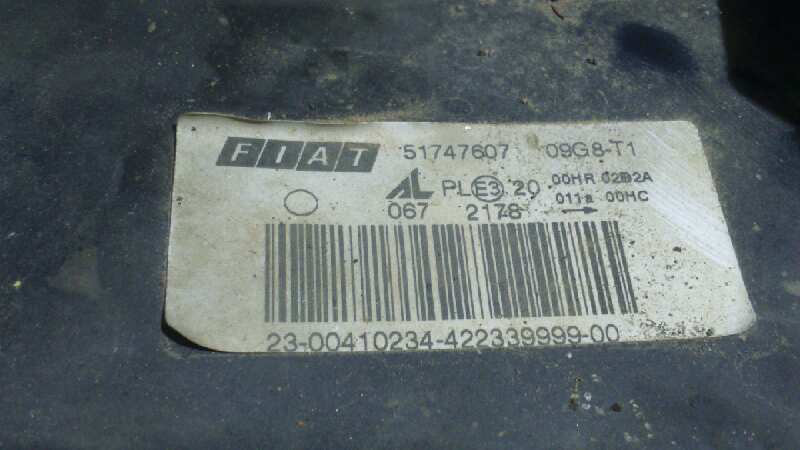 FIAT 51747607 09G8-T1
AL PL E3 20 00HR 02B2A
067 2178 011a → 00HC
23-00410234-422339999-00